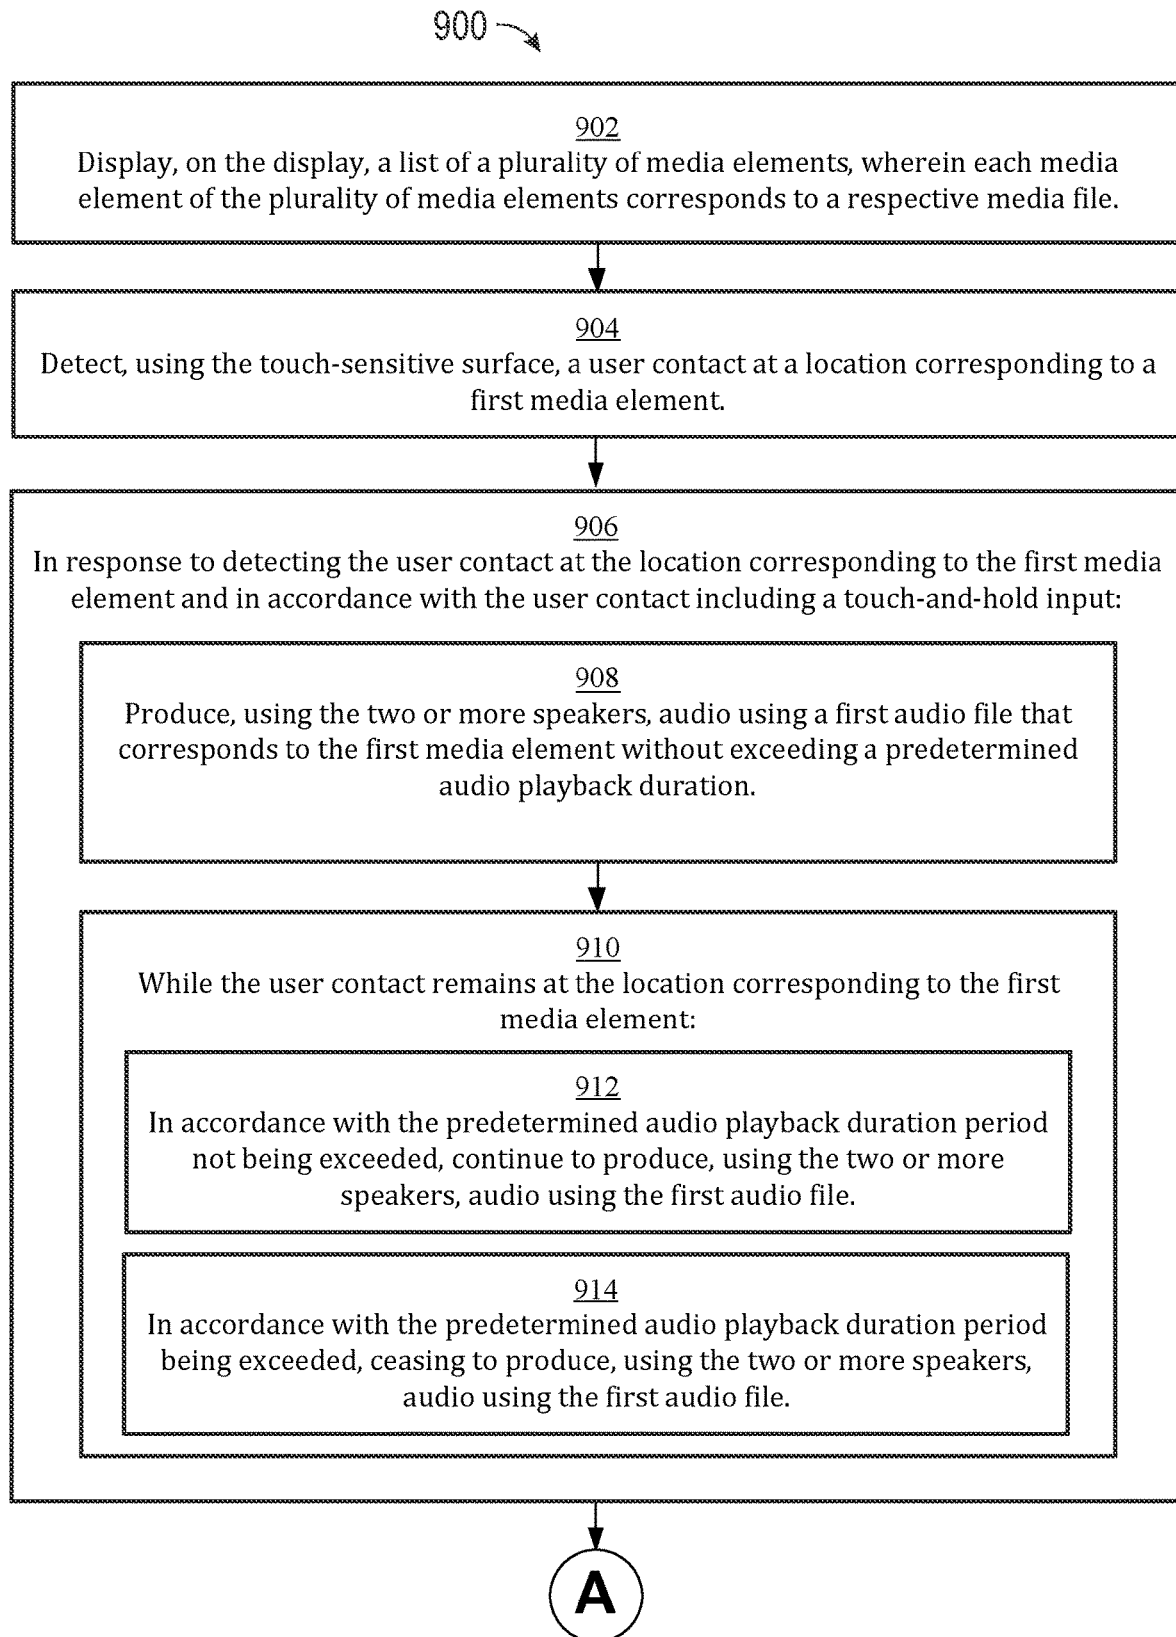 900
902
Display, on the display, a list of a plurality of media elements, wherein each media
element of the plurality of media elements corresponds to a respective media file.
904
Detect, using the touch-sensitive surface, a user contact at a location corresponding to a
first media element.
906
In response to detecting the user contact at the location corresponding to the first media
element and in accordance with the user contact including a touch-and-hold input:
908
Produce, using the two or more speakers, audio using a first audio file that
corresponds to the first media element without exceeding a predetermined
audio playback duration.
910
While the user contact remains at the location corresponding to the first
media element:
912
In accordance with the predetermined audio playback duration period
not being exceeded, continue to produce, using the two or more
speakers, audio using the first audio file.
914
In accordance with the predetermined audio playback duration period
being exceeded, ceasing to produce, using the two or more speakers,
audio using the first audio file.
A